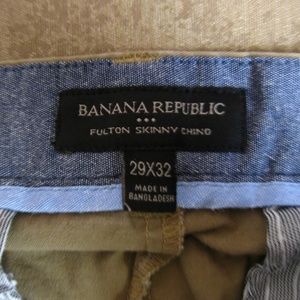 BANANA REPUBLIC
FULTON SKINNY CHINO
29X32
MADE IN
BANGLADESH